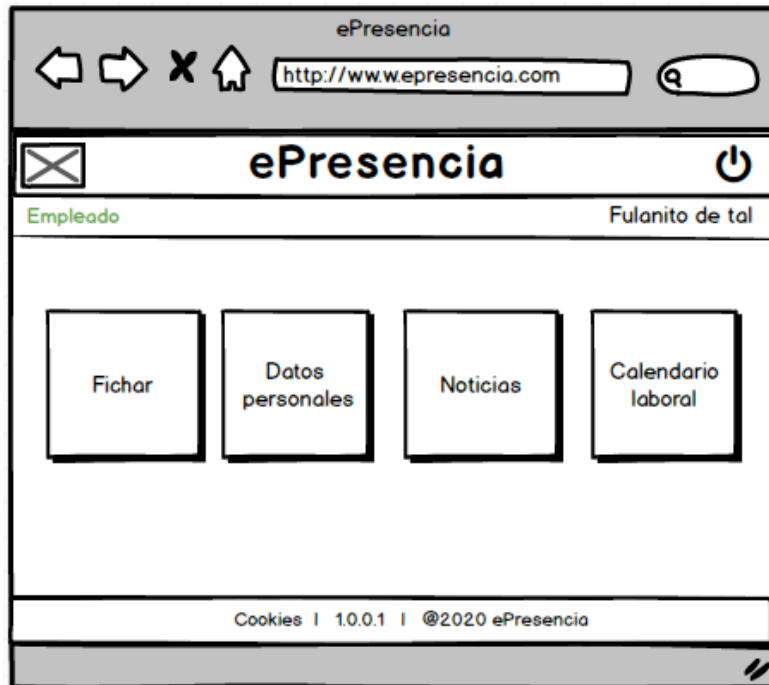 ePresencia
http://www.epresencia.com
ePresencia
Empleado Fulanito de tal
Fichar
Datos
personales
Noticias
Calendario
laboral
Cookies | 1.0.0.1 | @2020 ePresencia